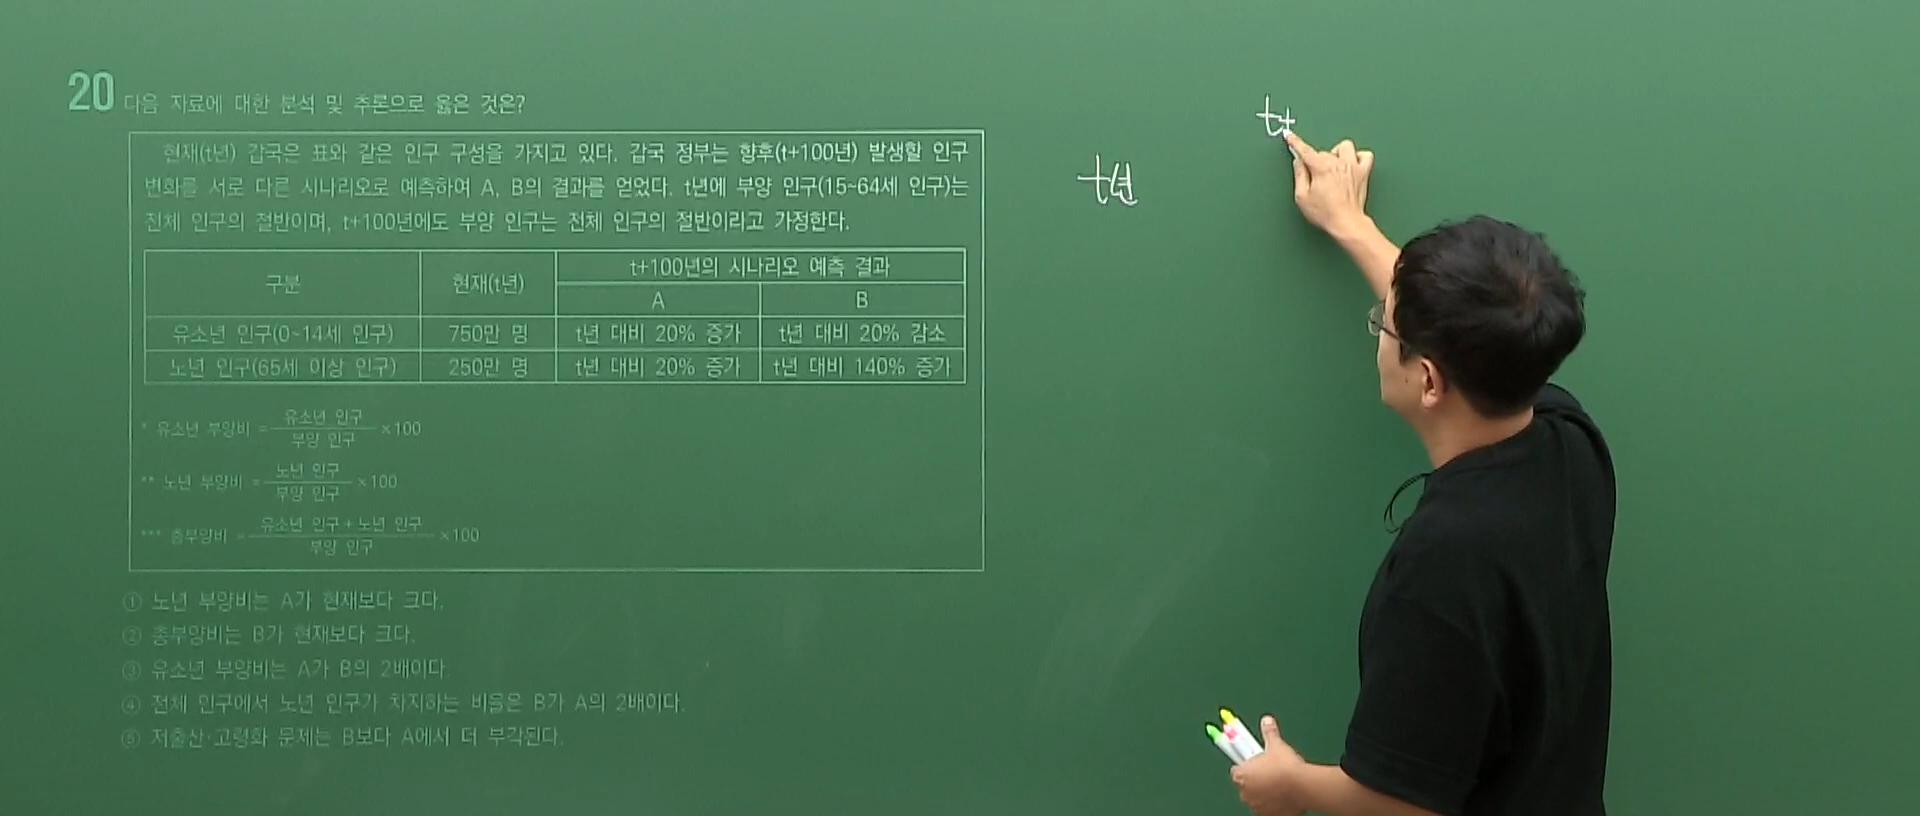 20 다음 자료에 대한 분석 및 추론으로 옳은 것은?
현재(t년) 갑국은 표와 같은 인구 구성을 가지고 있다. 갑국 정부는 향후(t+100년) 발생할 인구
변화를 서로 다른 시나리오로 예측하여 A, B의 결과를 얻었다. t년에 부양 인구(15~64세 인구)는
전체 인구의 절반이며, t+100년에도 부양 인구는 전체 인구의 절반이라고 가정한다.
구분 현재(t년) t+100년의 시나리오 예측 결과
A B
유소년 인구(0~14세 인구) 750만 명 t년 대비 20% 증가 t년 대비 20% 감소
노년 인구(65세 이상 인구) 250만 명 t년 대비 20% 증가 t년 대비 140% 증가
* 유소년 부양비 = 유소년 인구 / 부양 인구 ×100
** 노년 부양비 = 노년 인구 / 부양 인구 ×100
*** 총부양비 = 유소년 인구 + 노년 인구 / 부양 인구 ×100
① 노년 부양비는 A가 현재보다 크다.
② 총부양비는 B가 현재보다 크다.
③ 유소년 부양비는 A가 B의 2배이다.
④ 전체 인구에서 노년 인구가 차지하는 비율은 B가 A의 2배이다.
⑤ 저출산·고령화 문제는 B보다 A에서 더 부각된다.
t년
t+